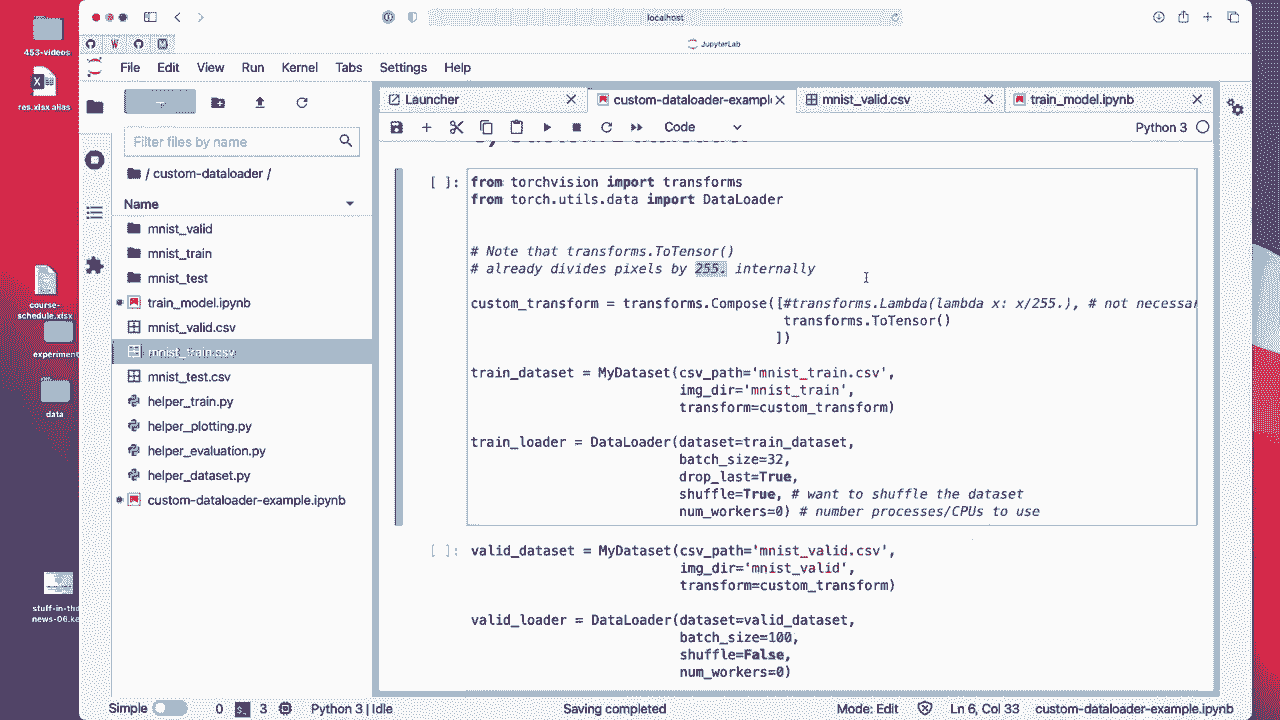 453-videos
res.xlsx alias
course-
schedule.xlsx
experiment
data
stuff-in-the
news-06.ke
localhost
JupyterLab
File Edit View Run Kernel Tabs Settings Help
Filter files by name
/ custom-dataloader /
Name
mnist_valid
mnist_train
mnist_test
train_model.ipynb
mnist_valid.csv
mnist_train.csv
mnist_test.csv
helper_train.py
helper_plotting.py
helper_evaluation.py
helper_dataset.py
custom-dataloader-example.ipynb
Launcher custom-dataloader-exampl mnist_valid.csv train_model.ipynb
Code Python 3
[ ]: from torchvision import transforms
from torch.utils.data import DataLoader
# Note that transforms.ToTensor()
# already divides pixels by 255. internally
custom_transform = transforms.Compose([#transforms.Lambda(lambda x: x/255.), # not necessar
transforms.ToTensor()
])
train_dataset = MyDataset(csv_path='mnist_train.csv',
img_dir='mnist_train',
transform=custom_transform)
train_loader = DataLoader(dataset=train_dataset,
batch_size=32,
drop_last=True,
shuffle=True, # want to shuffle the dataset
num_workers=0) # number processes/CPUs to use
[ ]: valid_dataset = MyDataset(csv_path='mnist_valid.csv',
img_dir='mnist_valid',
transform=custom_transform)
valid_loader = DataLoader(dataset=valid_dataset,
batch_size=100,
shuffle=False,
num_workers=0)
Simple 0 3 Python 3 | Idle Saving completed Mode: Edit Ln 6, Col 33 custom-dataloader-example.ipynb